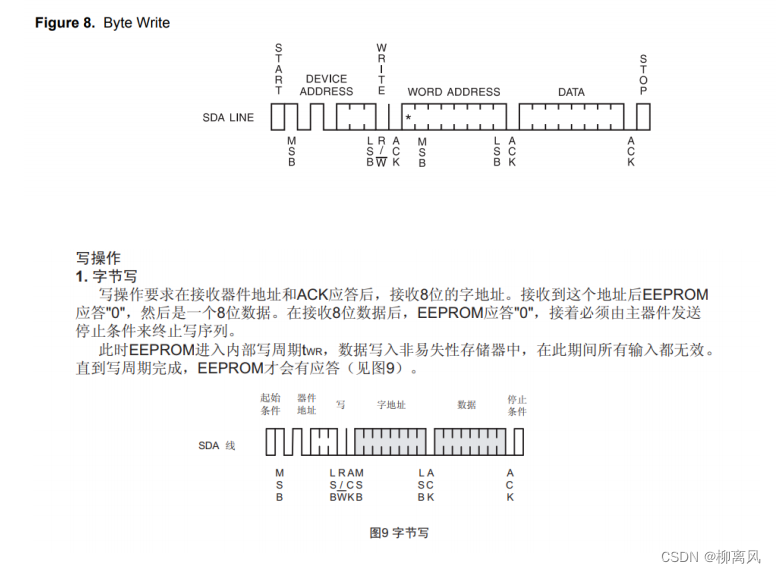 Figure 8. Byte Write
START
DEVICE ADDRESS
WRITE
WORD ADDRESS
DATA
STOP
SDA LINE
*
MSB
LSB
R/W
ACK
MSB
LSB
ACK
ACK
写操作
1. 字节写
写操作要求在接收器件地址和ACK应答后，接收8位的字地址。接收到这个地址后EEPROM
应答"0"，然后是一个8位数据。在接收8位数据后，EEPROM应答"0"，接着必须由主器件发送
停止条件来终止写序列。
此时EEPROM进入内部写周期tWR，数据写入非易失性存储器中，在此期间所有输入都无效。
直到写周期完成，EEPROM才会有应答（见图9）。
起始条件
器件地址
写
字地址
数据
停止条件
SDA 线
MSB
LSB
R/W
ACK
MSB
LSB
ACK
ACK
图9 字节写
CSDN @柳离风